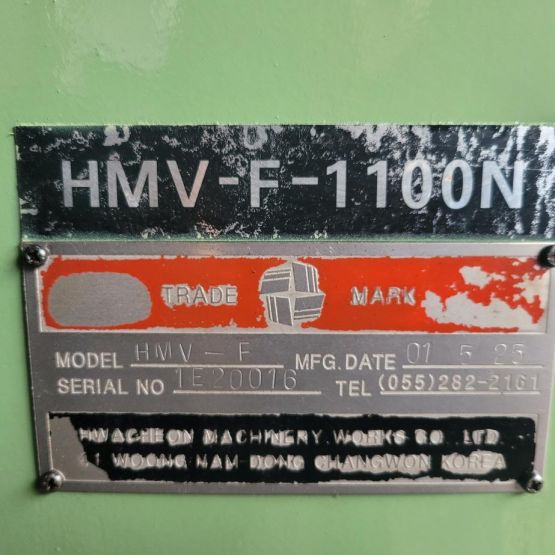 HMV-F-1100N
TRADE MARK
MODEL HMV-F MFG. DATE 01 5 25
SERIAL NO 1E20016 TEL (055)282-2161
HWACHEON MACHINERY WORKS CO. LTD.
WOONG NAM-DONG CHANGWON KOREA